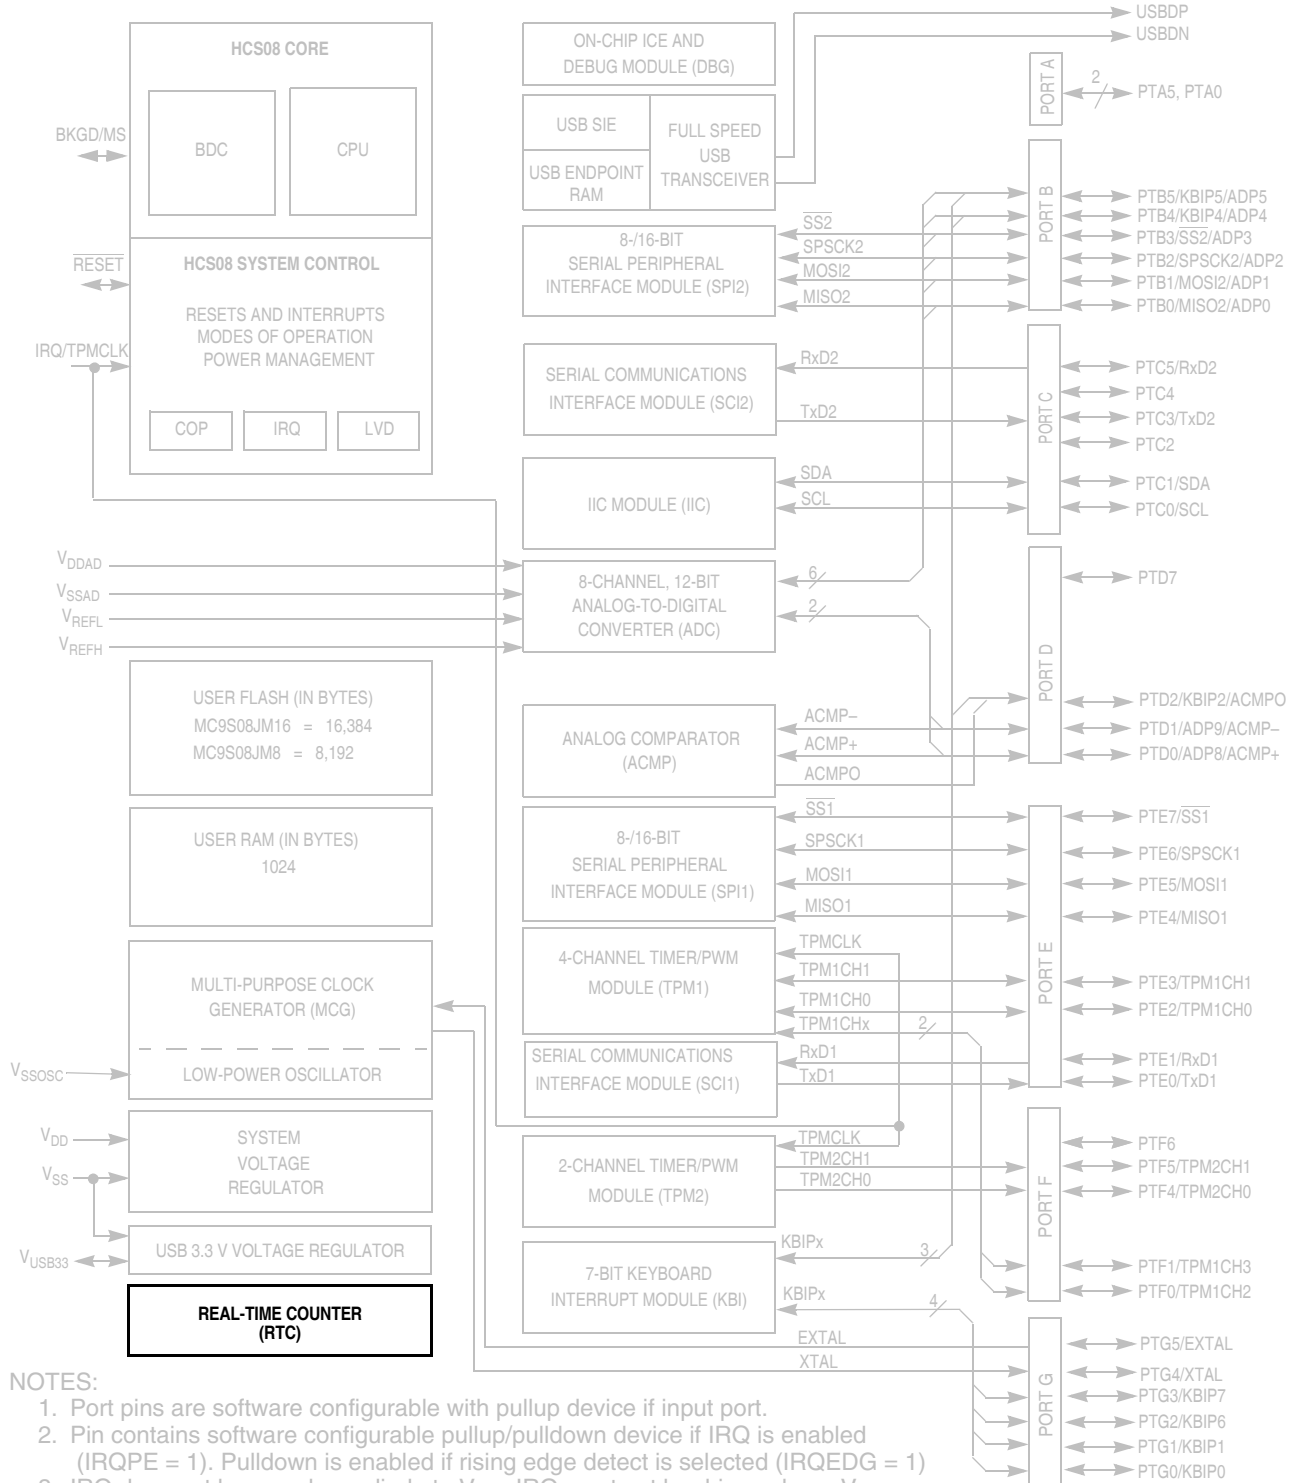 HCS08 CORE
BDC
CPU
BKGD/MS
RESET
HCS08 SYSTEM CONTROL
RESETS AND INTERRUPTS
MODES OF OPERATION
POWER MANAGEMENT
IRQ/TPMCLK
COP
IRQ
LVD
VDDAD
VSSAD
VREFL
VREFH
USER FLASH (IN BYTES)
MC9S08JM16 = 16,384
MC9S08JM8 = 8,192
USER RAM (IN BYTES)
1024
MULTI-PURPOSE CLOCK
GENERATOR (MCG)
LOW-POWER OSCILLATOR
VSSOSC
VDD
VSS
SYSTEM
VOLTAGE
REGULATOR
USB 3.3 V VOLTAGE REGULATOR
VUSB33
REAL-TIME COUNTER
(RTC)
ON-CHIP ICE AND
DEBUG MODULE (DBG)
USB SIE
USB ENDPOINT
RAM
FULL SPEED
USB
TRANSCEIVER
USBDP
USBDN
8-/16-BIT
SERIAL PERIPHERAL
INTERFACE MODULE (SPI2)
SS2
SPSCK2
MOSI2
MISO2
SERIAL COMMUNICATIONS
INTERFACE MODULE (SCI2)
RxD2
TxD2
IIC MODULE (IIC)
SDA
SCL
8-CHANNEL, 12-BIT
ANALOG-TO-DIGITAL
CONVERTER (ADC)
6
2
ANALOG COMPARATOR
(ACMP)
ACMP–
ACMP+
ACMPO
8-/16-BIT
SERIAL PERIPHERAL
INTERFACE MODULE (SPI1)
SS1
SPSCK1
MOSI1
MISO1
4-CHANNEL TIMER/PWM
MODULE (TPM1)
TPMCLK
TPM1CH1
TPM1CH0
TPM1CHx
2
SERIAL COMMUNICATIONS
INTERFACE MODULE (SCI1)
RxD1
TxD1
2-CHANNEL TIMER/PWM
MODULE (TPM2)
TPMCLK
TPM2CH1
TPM2CH0
7-BIT KEYBOARD
INTERRUPT MODULE (KBI)
KBIPx
3
KBIPx
4
EXTAL
XTAL
PORT A
2
PTA5, PTA0
PORT B
PTB5/KBIP5/ADP5
PTB4/KBIP4/ADP4
PTB3/SS2/ADP3
PTB2/SPSCK2/ADP2
PTB1/MOSI2/ADP1
PTB0/MISO2/ADP0
PORT C
PTC5/RxD2
PTC4
PTC3/TxD2
PTC2
PTC1/SDA
PTC0/SCL
PORT D
PTD7
PTD2/KBIP2/ACMPO
PTD1/ADP9/ACMP–
PTD0/ADP8/ACMP+
PORT E
PTE7/SS1
PTE6/SPSCK1
PTE5/MOSI1
PTE4/MISO1
PTE3/TPM1CH1
PTE2/TPM1CH0
PTE1/RxD1
PTE0/TxD1
PORT F
PTF6
PTF5/TPM2CH1
PTF4/TPM2CH0
PTF1/TPM1CH3
PTF0/TPM1CH2
PORT G
PTG5/EXTAL
PTG4/XTAL
PTG3/KBIP7
PTG2/KBIP6
PTG1/KBIP1
PTG0/KBIP0
NOTES:
1. Port pins are software configurable with pullup device if input port.
2. Pin contains software configurable pullup/pulldown device if IRQ is enabled
(IRQPE = 1). Pulldown is enabled if rising edge detect is selected (IRQEDG = 1)